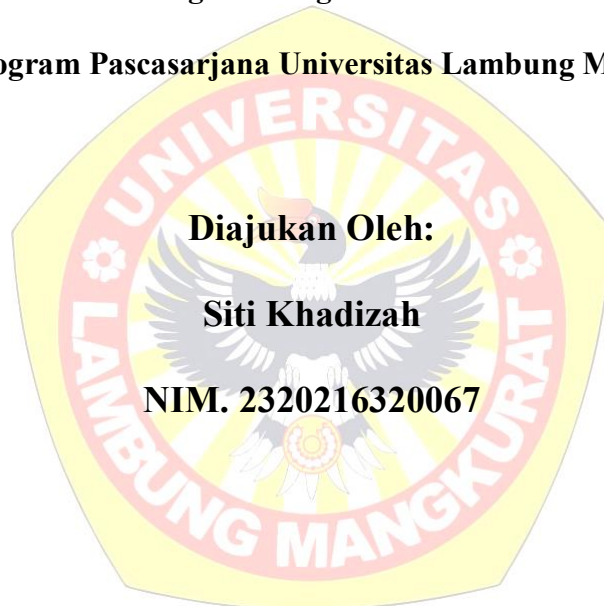 Program Pascasarjana Universitas Lambung M
Diajukan Oleh:
Siti Khadizah
NIM. 2320216320067
UNIVERSITAS
LAMBUNG MANGKURAT